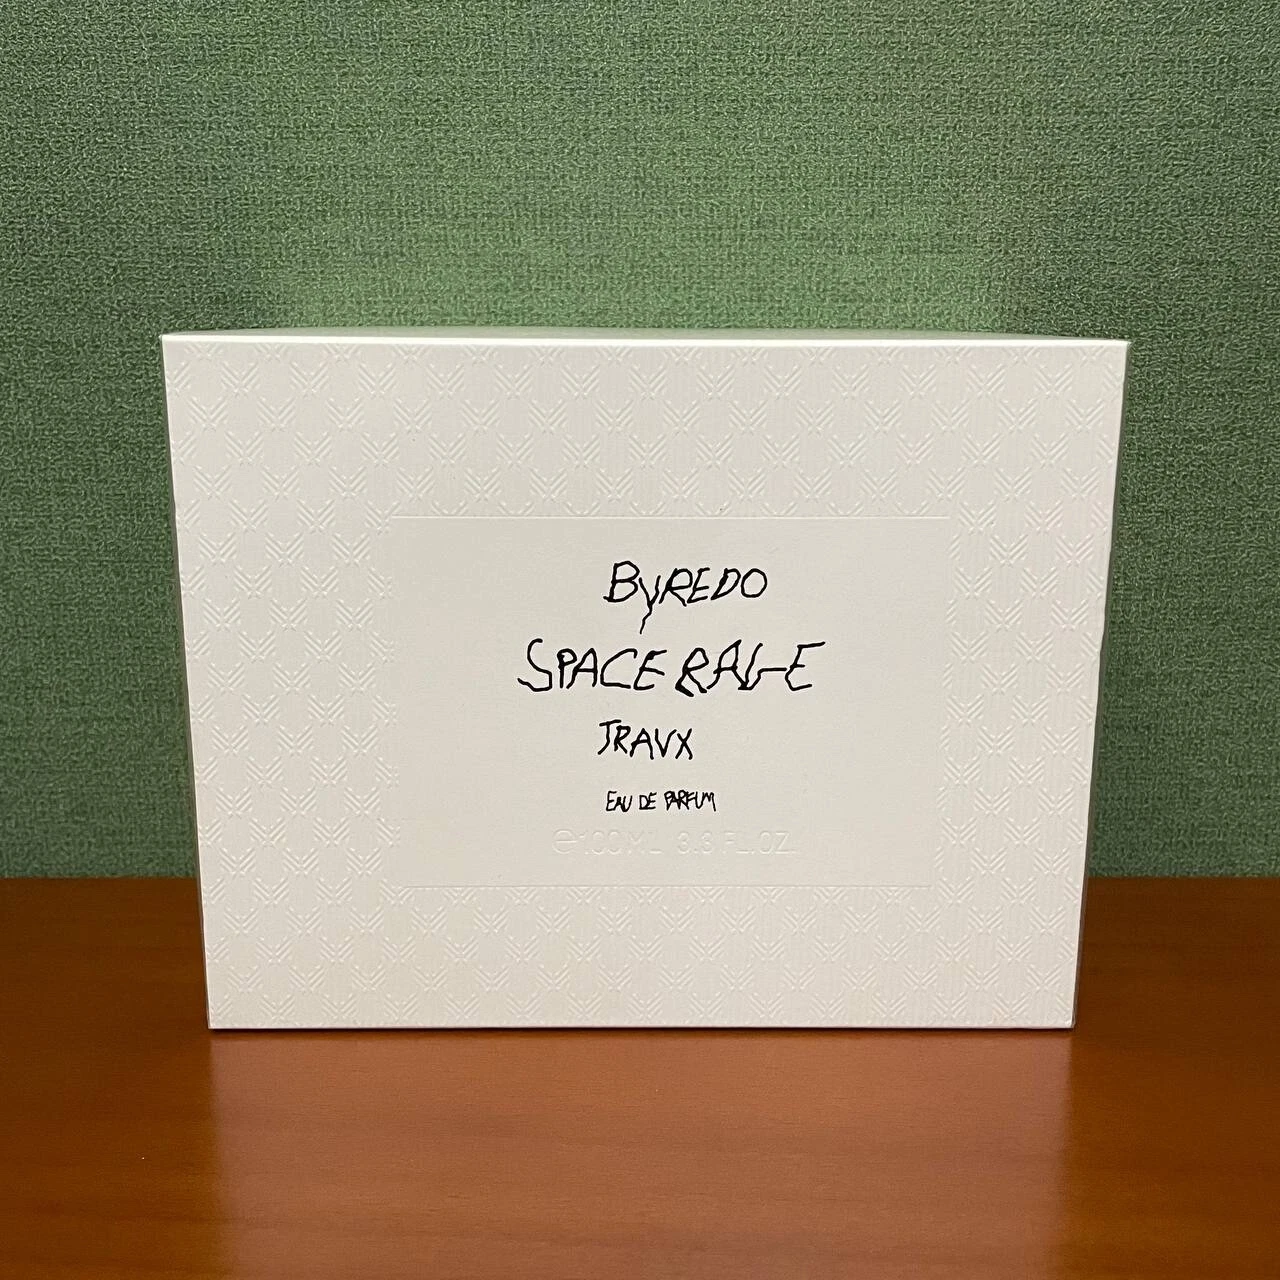 BYREDO
SPACE RAGE
TRAVX
EAU DE PARFUM
℮100 ML 3.3 FL.OZ.